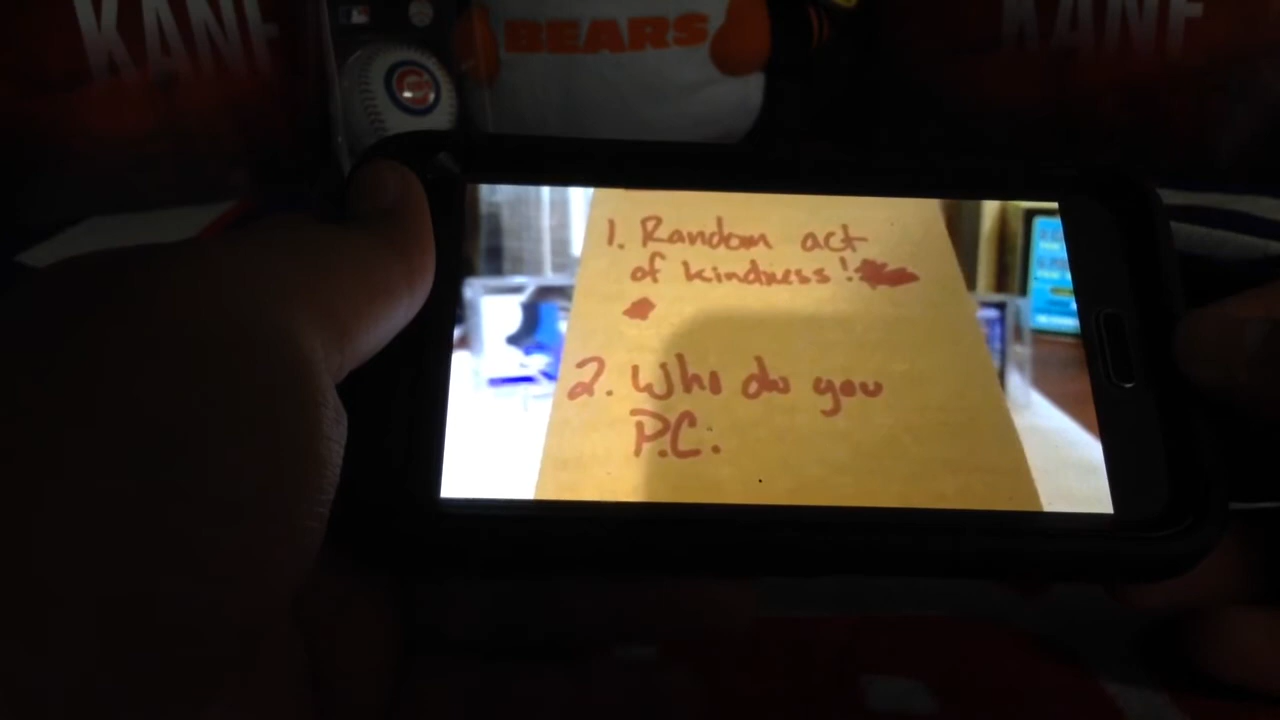 KANE
BEARS
KANE
1. Random act
of kindness!
2. Who do you
P.C.